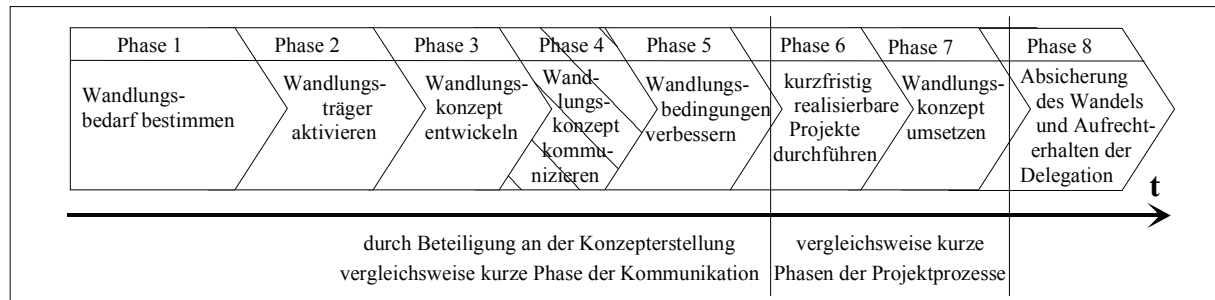 Phase 1
Wandlungs-
bedarf bestimmen
Phase 2
Wandlungs-
träger
aktivieren
Phase 3
Wandlungs-
konzept
entwickeln
Phase 4
Wand-
lungs-
konzept
kommu-
nizieren
Phase 5
Wandlungs-
bedingungen
verbessern
Phase 6
kurzfristig
realisierbare
Projekte
durchführen
Phase 7
Wandlungs-
konzept
umsetzen
Phase 8
Absicherung
des Wandels
und Aufrecht-
erhalten der
Delegation
t
durch Beteiligung an der Konzepterstellung
vergleichsweise kurze Phase der Kommunikation
vergleichsweise kurze
Phasen der Projektprozesse